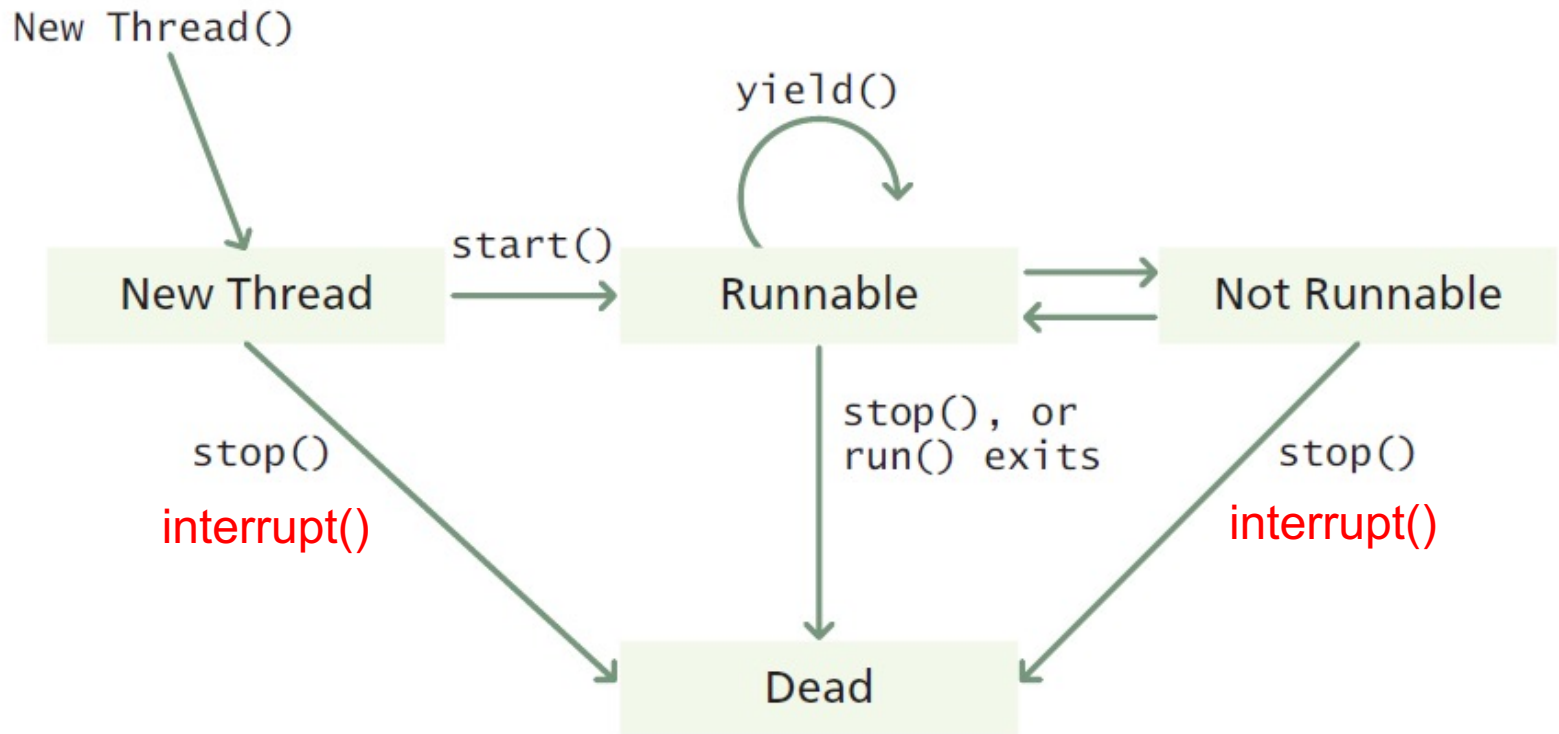 New Thread()
yield()
start()
New Thread
Runnable
Not Runnable
stop(), or
run() exits
stop()
stop()
interrupt()
interrupt()
Dead